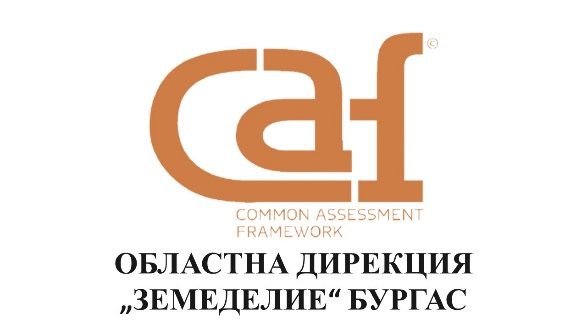 caf©
COMMON ASSESSMENT
FRAMEWORK
ОБЛАСТНА ДИРЕКЦИЯ
„ЗЕМЕДЕЛИЕ“ БУРГАС